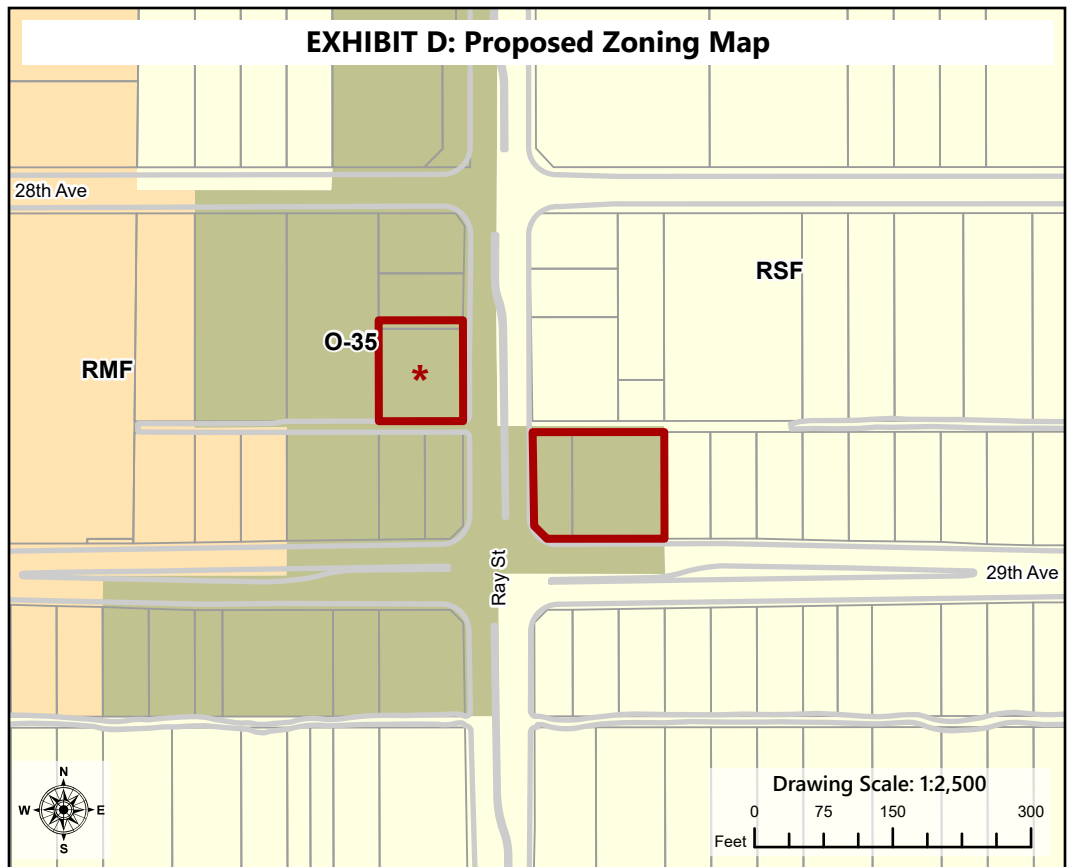 EXHIBIT D: Proposed Zoning Map
28th Ave
RSF
O-35
RMF
*
Ray St
29th Ave
N
W E
S
Drawing Scale: 1:2,500
0 75 150 300
Feet